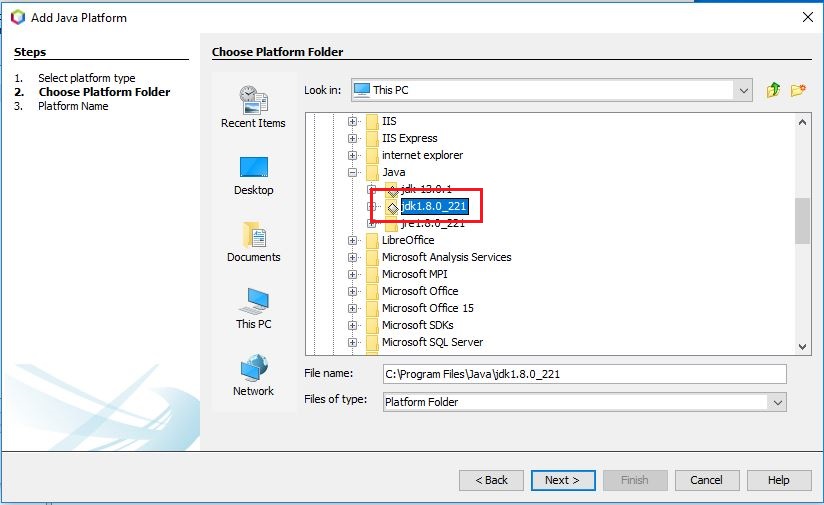 Add Java Platform
Steps
1. Select platform type
2. Choose Platform Folder
3. Platform Name
Choose Platform Folder
Look in:
This PC
Recent Items
Desktop
Documents
This PC
Network
IIS
IIS Express
internet explorer
Java
jdk-13.0.1
jdk1.8.0_221
jre1.8.0_221
LibreOffice
Microsoft Analysis Services
Microsoft MPI
Microsoft Office
Microsoft Office 15
Microsoft SDKs
Microsoft SQL Server
File name:
C:\Program Files\Java\jdk1.8.0_221
Files of type:
Platform Folder
< Back
Next >
Finish
Cancel
Help